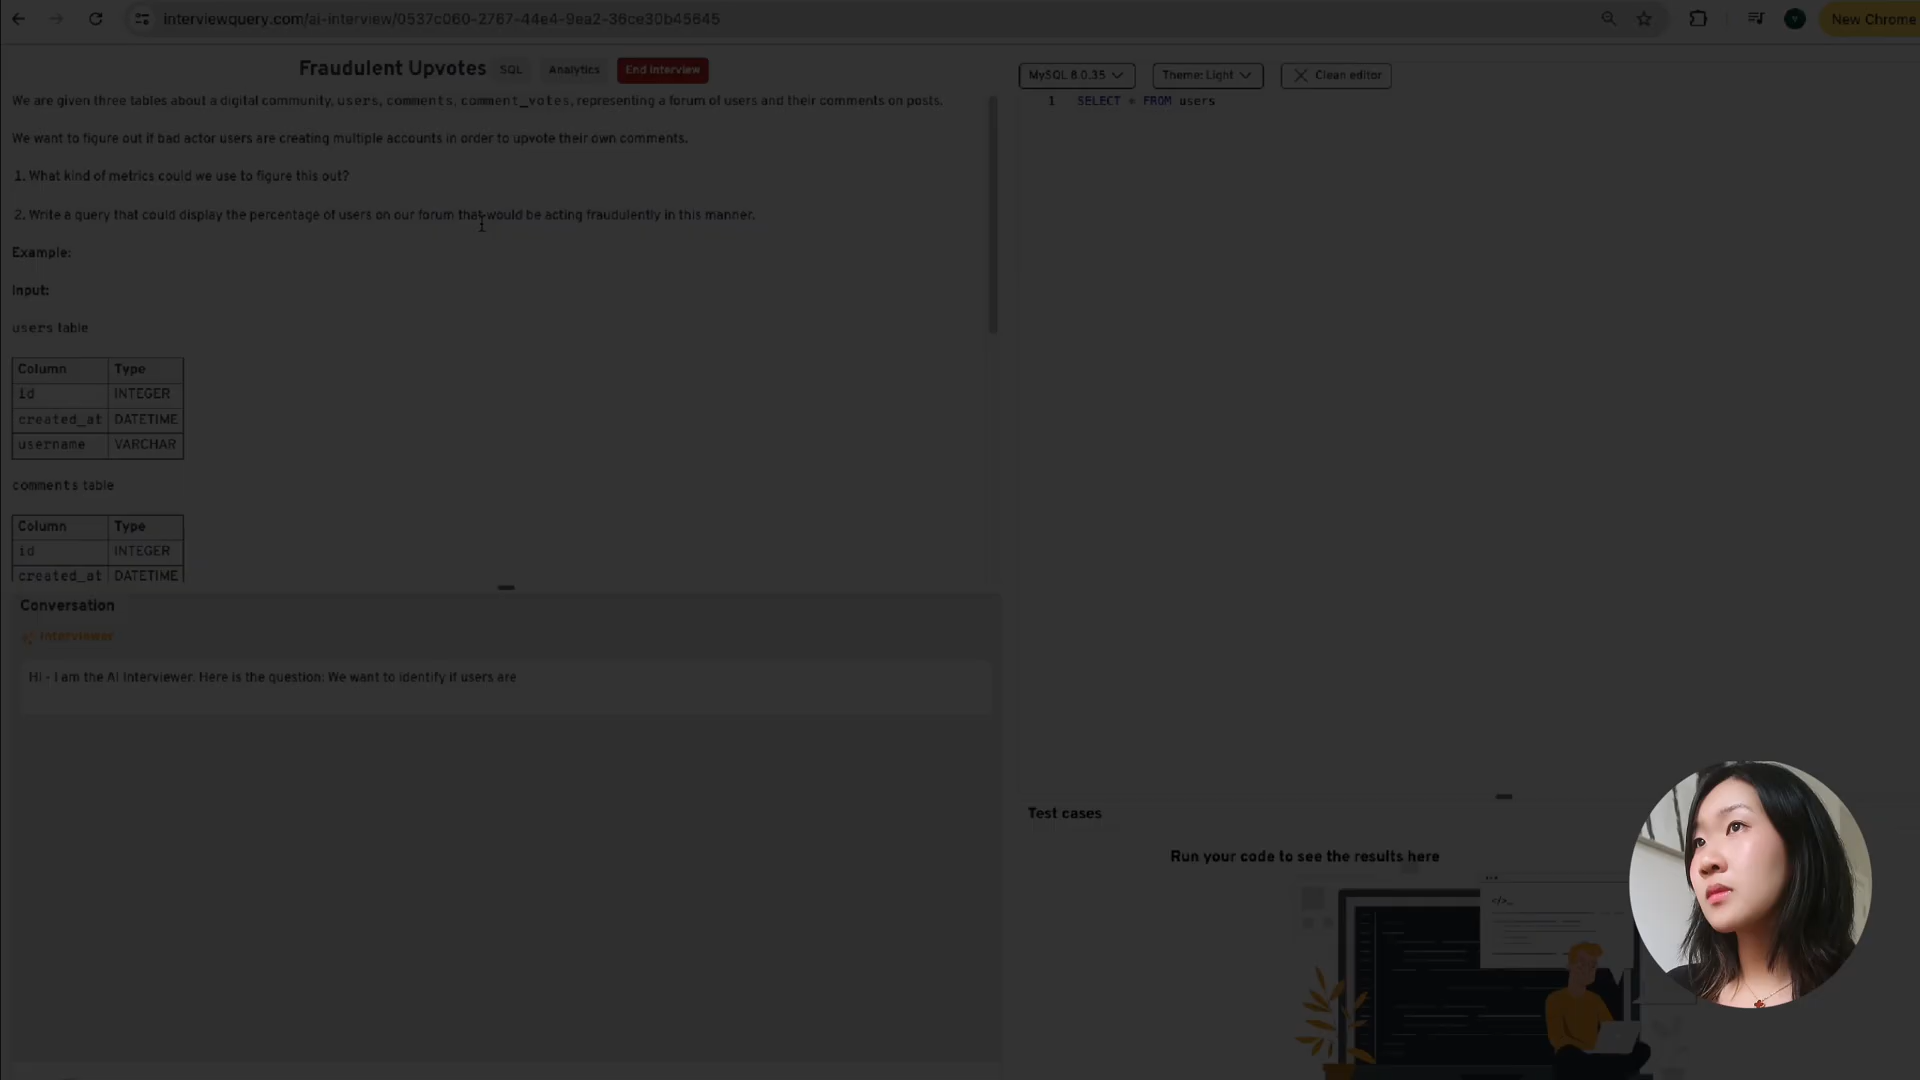 interviewquery.com/ai-interview/0537c060-2767-44e4-9ea2-36ce30b45645
New Chrome
Fraudulent Upvotes SQL Analytics End Interview
We are given three tables about a digital community, users, comments, comment_votes, representing a forum of users and their comments on posts.
We want to figure out if bad actor users are creating multiple accounts in order to upvote their own comments.
1. What kind of metrics could we use to figure this out?
2. Write a query that could display the percentage of users on our forum that would be acting fraudulently in this manner.
Example:
Input:
users table
Column Type
id INTEGER
created_at DATETIME
username VARCHAR
comments table
Column Type
id INTEGER
created_at DATETIME
Conversation
Interviewer
Hi - I am the AI Interviewer. Here is the question: We want to identify if users are
MySQL 8.0.35 Theme: Light Clean editor
1 SELECT * FROM users
Test cases
Run your code to see the results here